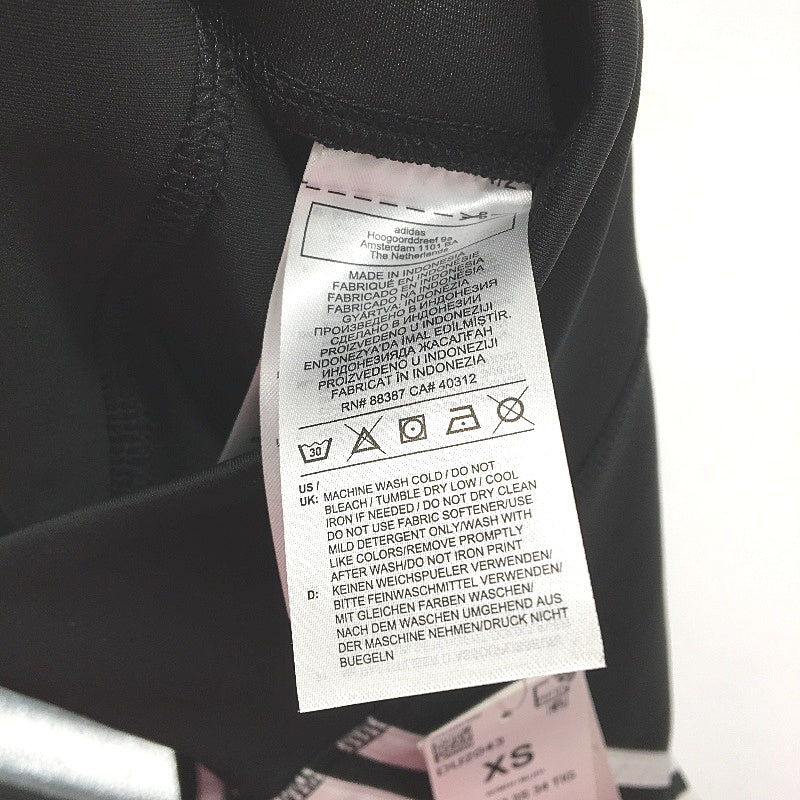 adidas
Hoogoorddreef 9a
Amsterdam 1101 BA
The Netherlands
MADE IN INDONESIA
FABRIQUÉ EN INDONÉSIE
FABRICADO EN INDONESIA
FABRICADO NA INDONÉSIA
GYÁRTVA: INDONÉZIA
ПРОИЗВЕДЕНО В ИНДОНЕЗИЯ
СДЕЛАНО В ИНДОНЕЗИИ
PROIZVEDENO U INDONEZIJI
ENDONEZYA'DA İMAL EDİLMİŞTİR.
ИНДОНЕЗИЯДА ЖАСАЛҒАН
PROIZVEDENO U INDONEZIJI
FABRICAT ÎN INDONEZIA
RN# 88387 CA# 40312
30
US /
UK: MACHINE WASH COLD / DO NOT
BLEACH / TUMBLE DRY LOW / COOL
IRON IF NEEDED / DO NOT DRY CLEAN
DO NOT USE FABRIC SOFTENER/USE
MILD DETERGENT ONLY/WASH WITH
LIKE COLORS/REMOVE PROMPTLY
AFTER WASH/DO NOT IRON PRINT
D: KEINEN WEICHSPUELER VERWENDEN/
BITTE FEINWASCHMITTEL VERWENDEN/
MIT GLEICHEN FARBEN WASCHEN/
NACH DEM WASCHEN UMGEHEND AUS
DER MASCHINE NEHMEN/DRUCK NICHT
BUEGELN
XS